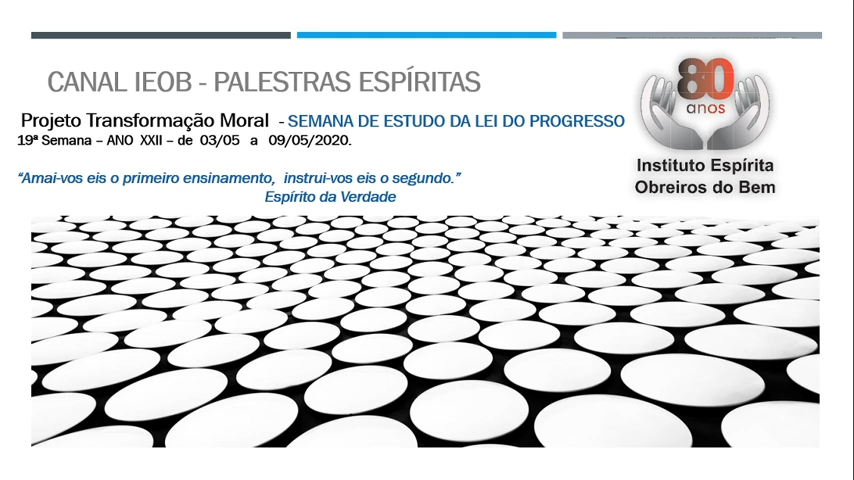 CANAL IEOB - PALESTRAS ESPÍRITAS
80
anos
Projeto Transformação Moral - SEMANA DE ESTUDO DA LEI DO PROGRESSO
19ª Semana – ANO XXII – de 03/05 a 09/05/2020.
Instituto Espírita
Obreiros do Bem
“Amai-vos eis o primeiro ensinamento, instrui-vos eis o segundo.”
Espírito da Verdade